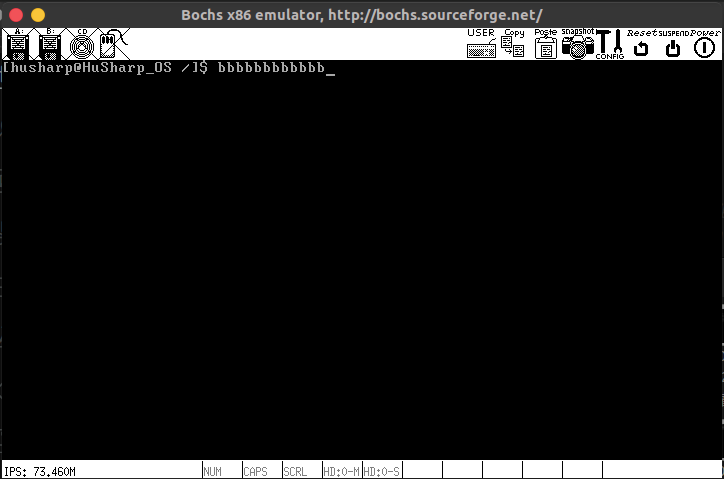 Bochs x86 emulator, http://bochs.sourceforge.net/
A: B: CD USER Copy Paste snapshot CONFIG Reset SUSPEND Power
[husharp@HuSharp_OS /]$ bbbbbbbbbbbb_
IPS: 73.460M NUM CAPS SCRL HD:0-M HD:0-S